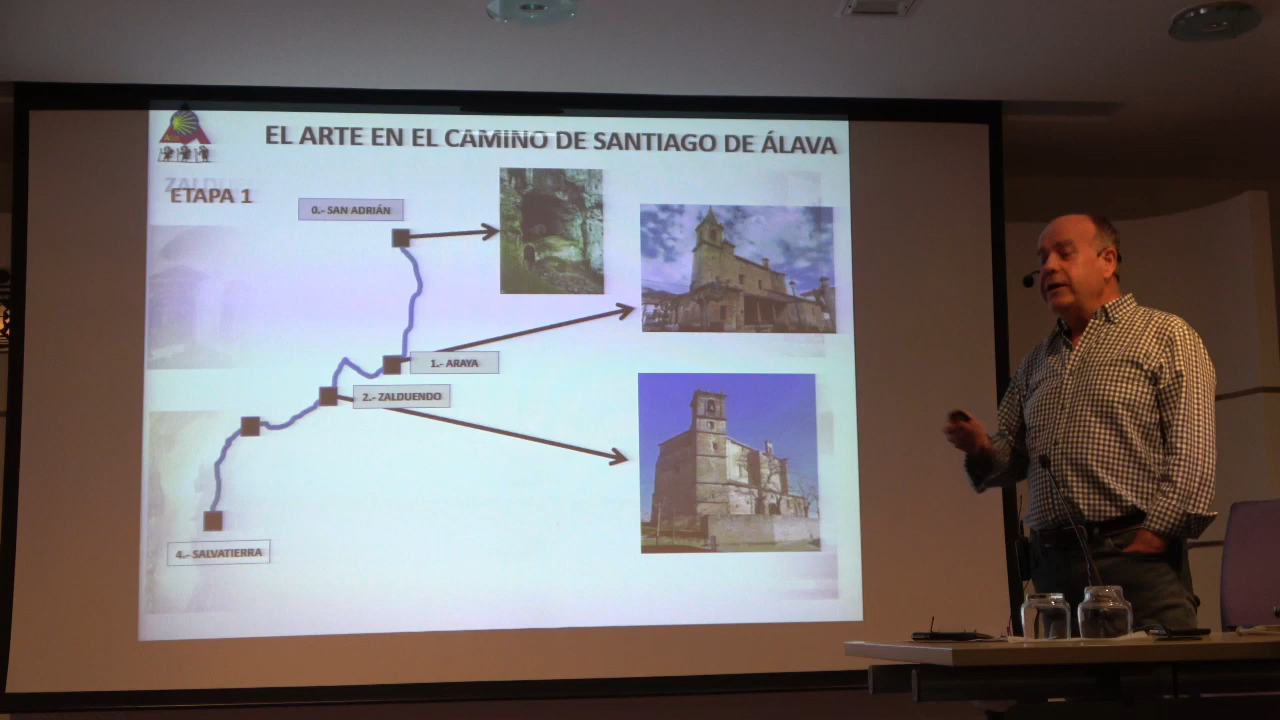 EL ARTE EN EL CAMINO DE SANTIAGO DE ÁLAVA
ZALDUE
ETAPA 1
0.- SAN ADRIÁN
1.- ARAYA
2.- ZALDUENDO
4.- SALVATIERRA